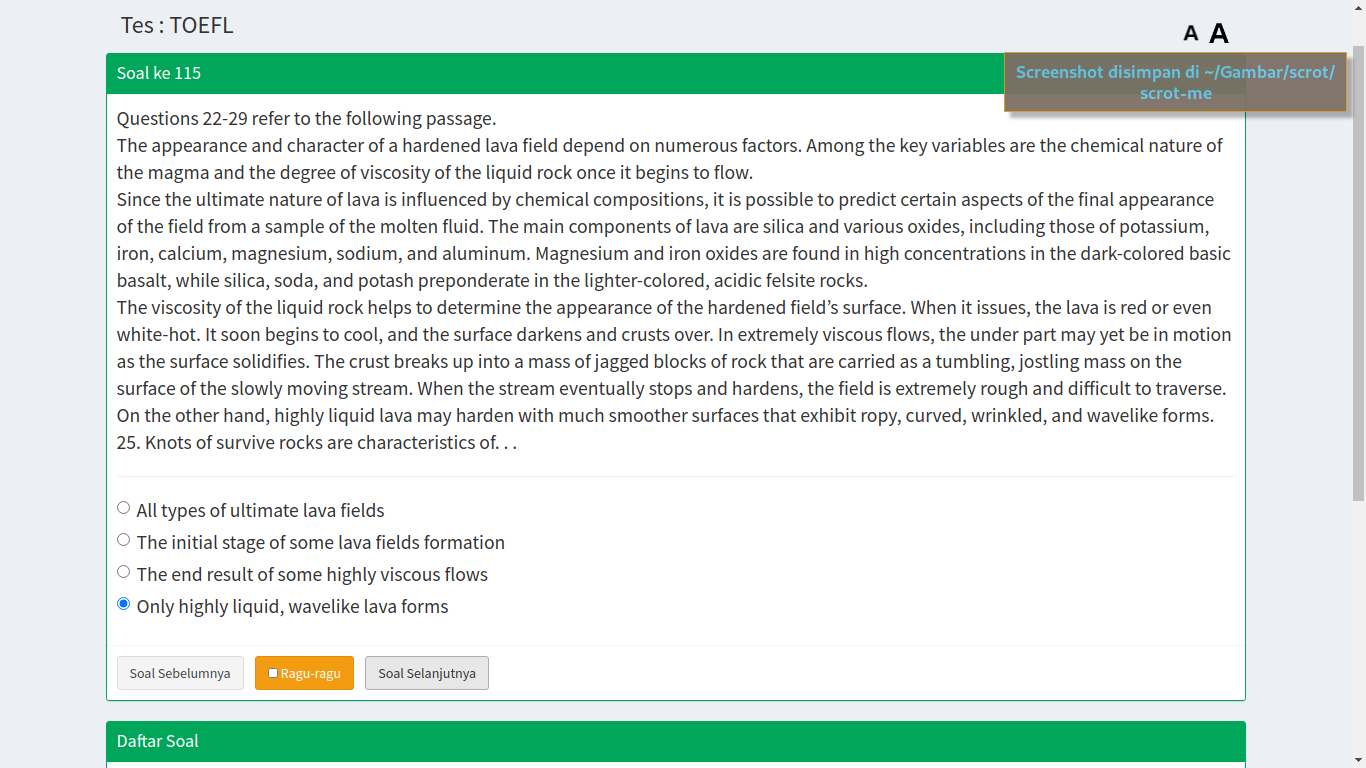 Tes : TOEFL
A A
Soal ke 115
Screenshot disimpan di ~/Gambar/scrot/
scrot-me
Questions 22-29 refer to the following passage.
The appearance and character of a hardened lava field depend on numerous factors. Among the key variables are the chemical nature of
the magma and the degree of viscosity of the liquid rock once it begins to flow.
Since the ultimate nature of lava is influenced by chemical compositions, it is possible to predict certain aspects of the final appearance
of the field from a sample of the molten fluid. The main components of lava are silica and various oxides, including those of potassium,
iron, calcium, magnesium, sodium, and aluminum. Magnesium and iron oxides are found in high concentrations in the dark-colored basic
basalt, while silica, soda, and potash preponderate in the lighter-colored, acidic felsite rocks.
The viscosity of the liquid rock helps to determine the appearance of the hardened field’s surface. When it issues, the lava is red or even
white-hot. It soon begins to cool, and the surface darkens and crusts over. In extremely viscous flows, the under part may yet be in motion
as the surface solidifies. The crust breaks up into a mass of jagged blocks of rock that are carried as a tumbling, jostling mass on the
surface of the slowly moving stream. When the stream eventually stops and hardens, the field is extremely rough and difficult to traverse.
On the other hand, highly liquid lava may harden with much smoother surfaces that exhibit ropy, curved, wrinkled, and wavelike forms.
25. Knots of survive rocks are characteristics of. . .
All types of ultimate lava fields
The initial stage of some lava fields formation
The end result of some highly viscous flows
Only highly liquid, wavelike lava forms
Soal Sebelumnya Ragu-ragu Soal Selanjutnya
Daftar Soal